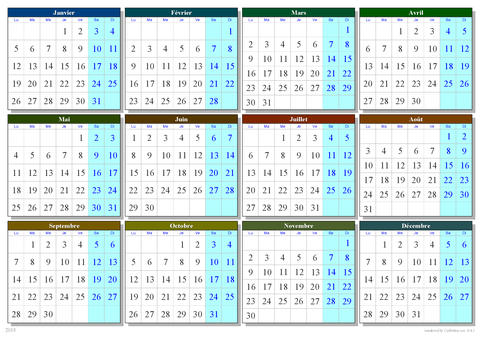 Janvier
Lu Ma Me Je Ve Sa Di
1 2 3 4
5 6 7 8 9 10 11
12 13 14 15 16 17 18
19 20 21 22 23 24 25
26 27 28 29 30 31
Février
Lu Ma Me Je Ve Sa Di
1
2 3 4 5 6 7 8
9 10 11 12 13 14 15
16 17 18 19 20 21 22
23 24 25 26 27 28
Mars
Lu Ma Me Je Ve Sa Di
1
2 3 4 5 6 7 8
9 10 11 12 13 14 15
16 17 18 19 20 21 22
23 24 25 26 27 28 29
30 31
Avril
Lu Ma Me Je Ve Sa Di
1 2 3 4 5
6 7 8 9 10 11 12
13 14 15 16 17 18 19
20 21 22 23 24 25 26
27 28 29 30
Mai
Lu Ma Me Je Ve Sa Di
1 2 3
4 5 6 7 8 9 10
11 12 13 14 15 16 17
18 19 20 21 22 23 24
25 26 27 28 29 30 31
Juin
Lu Ma Me Je Ve Sa Di
1 2 3 4 5 6 7
8 9 10 11 12 13 14
15 16 17 18 19 20 21
22 23 24 25 26 27 28
29 30
Juillet
Lu Ma Me Je Ve Sa Di
1 2 3 4 5
6 7 8 9 10 11 12
13 14 15 16 17 18 19
20 21 22 23 24 25 26
27 28 29 30 31
Août
Lu Ma Me Je Ve Sa Di
1 2
3 4 5 6 7 8 9
10 11 12 13 14 15 16
17 18 19 20 21 22 23
24 25 26 27 28 29 30
31
Septembre
Lu Ma Me Je Ve Sa Di
1 2 3 4 5 6
7 8 9 10 11 12 13
14 15 16 17 18 19 20
21 22 23 24 25 26 27
28 29 30
Octobre
Lu Ma Me Je Ve Sa Di
1 2 3 4
5 6 7 8 9 10 11
12 13 14 15 16 17 18
19 20 21 22 23 24 25
26 27 28 29 30 31
Novembre
Lu Ma Me Je Ve Sa Di
1
2 3 4 5 6 7 8
9 10 11 12 13 14 15
16 17 18 19 20 21 22
23 24 25 26 27 28 29
30
Décembre
Lu Ma Me Je Ve Sa Di
1 2 3 4 5 6
7 8 9 10 11 12 13
14 15 16 17 18 19 20
21 22 23 24 25 26 27
28 29 30 31
2015